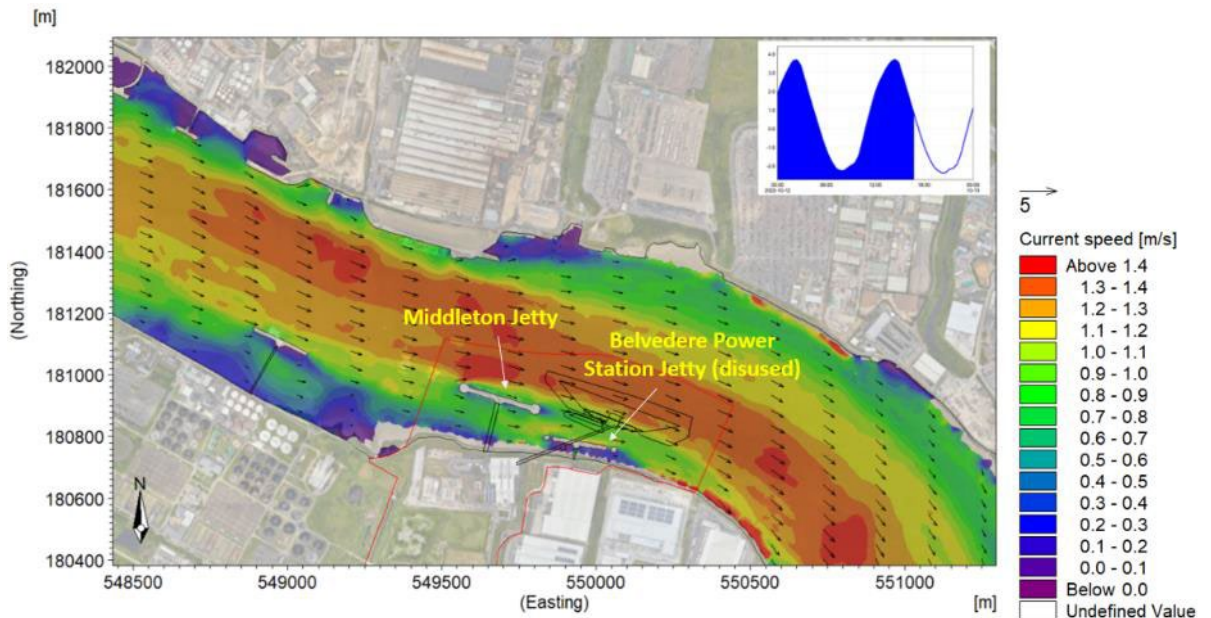 [m]
182000
181800
181600
181400
181200
181000
180800
180600
180400
(Northing)
548500
549000
549500
550000
550500
551000
(Easting)
[m]
Middleton Jetty
Belvedere Power
Station Jetty (disused)
N
5
Current speed [m/s]
Above 1.4
1.3 - 1.4
1.2 - 1.3
1.1 - 1.2
1.0 - 1.1
0.9 - 1.0
0.8 - 0.9
0.7 - 0.8
0.6 - 0.7
0.5 - 0.6
0.4 - 0.5
0.3 - 0.4
0.2 - 0.3
0.1 - 0.2
0.0 - 0.1
Below 0.0
Undefined Value